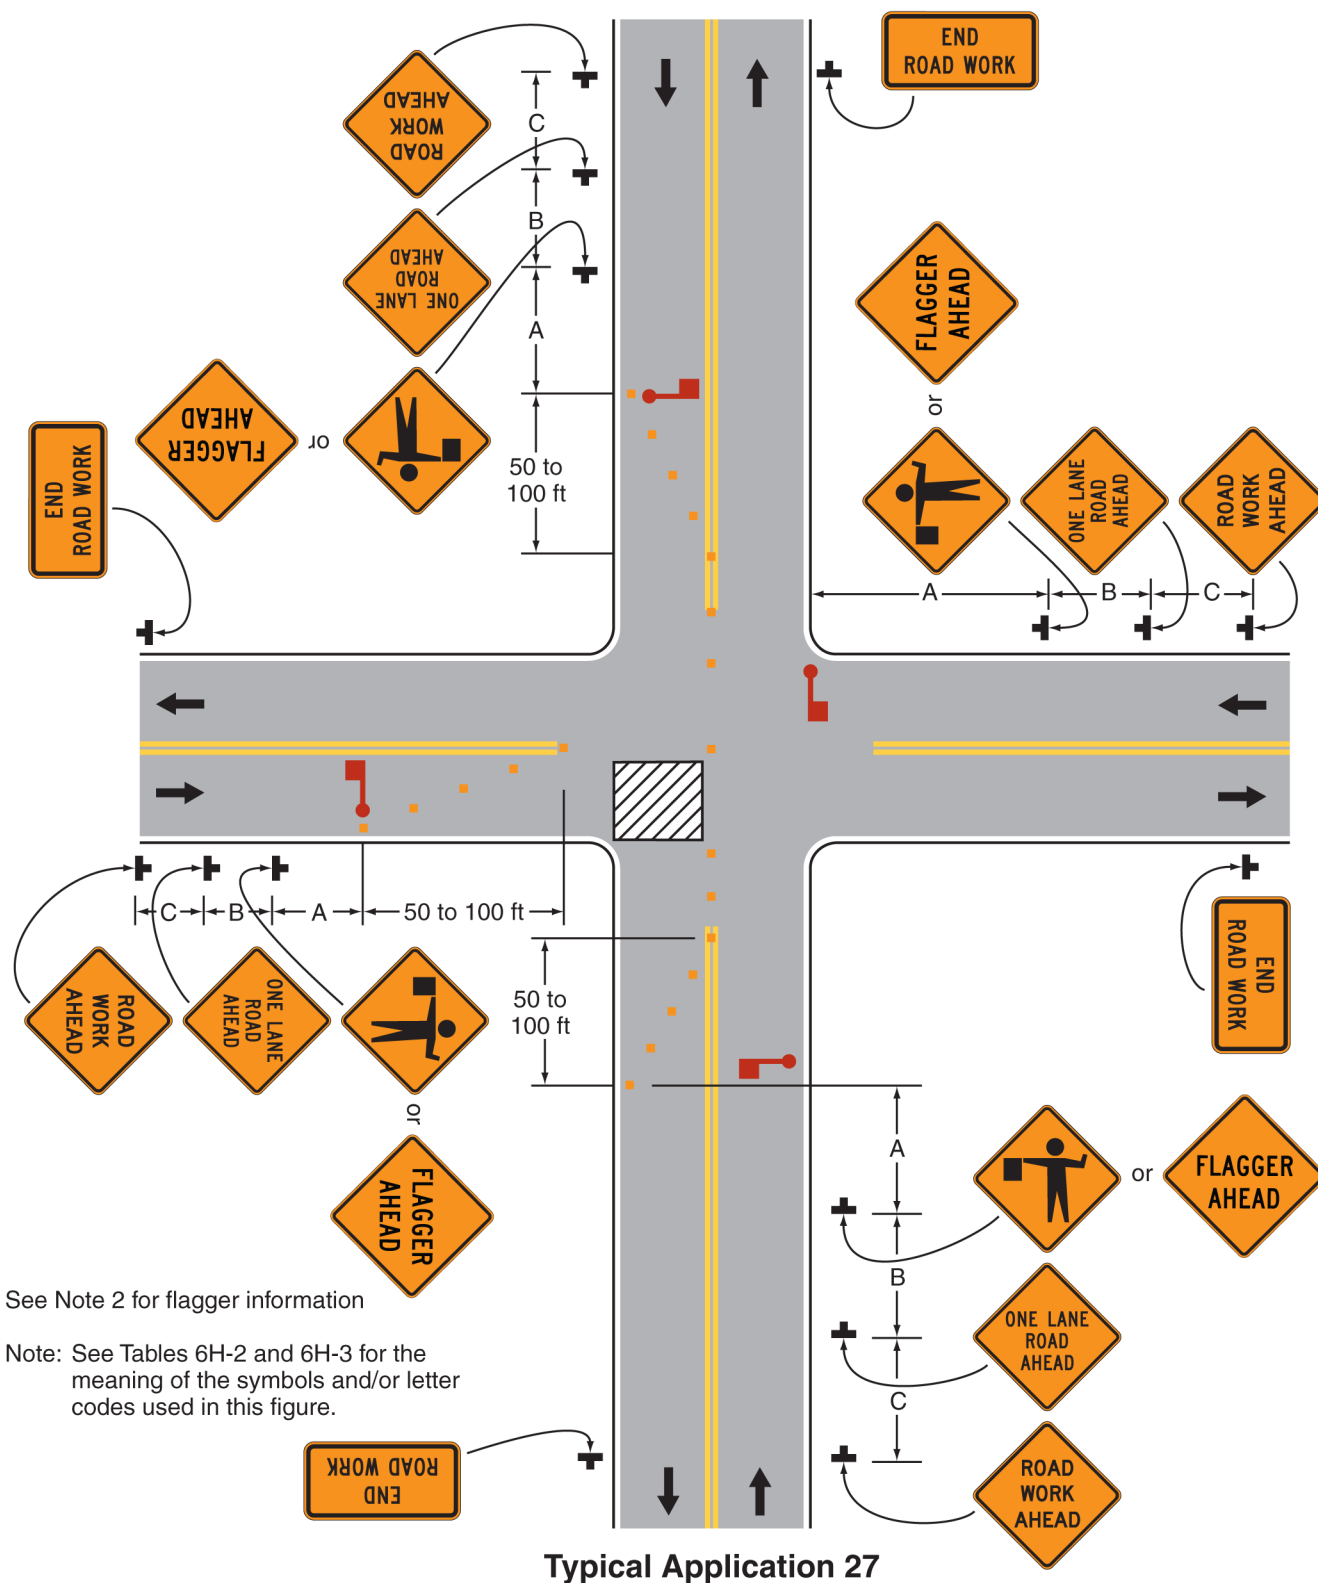 END
ROAD WORK
ROAD
WORK
AHEAD
C
ONE LANE
ROAD
AHEAD
B
A
FLAGGER
AHEAD
or
FLAGGER
AHEAD
or
END
ROAD WORK
50 to
100 ft
ONE LANE
ROAD
AHEAD
ROAD
WORK
AHEAD
A
B
C
C
B
A
50 to 100 ft
ROAD
WORK
AHEAD
ONE LANE
ROAD
AHEAD
or
FLAGGER
AHEAD
50 to
100 ft
END
ROAD WORK
A
or
FLAGGER
AHEAD
B
ONE LANE
ROAD
AHEAD
C
ROAD
WORK
AHEAD
See Note 2 for flagger information
Note: See Tables 6H-2 and 6H-3 for the
meaning of the symbols and/or letter
codes used in this figure.
END
ROAD WORK
Typical Application 27